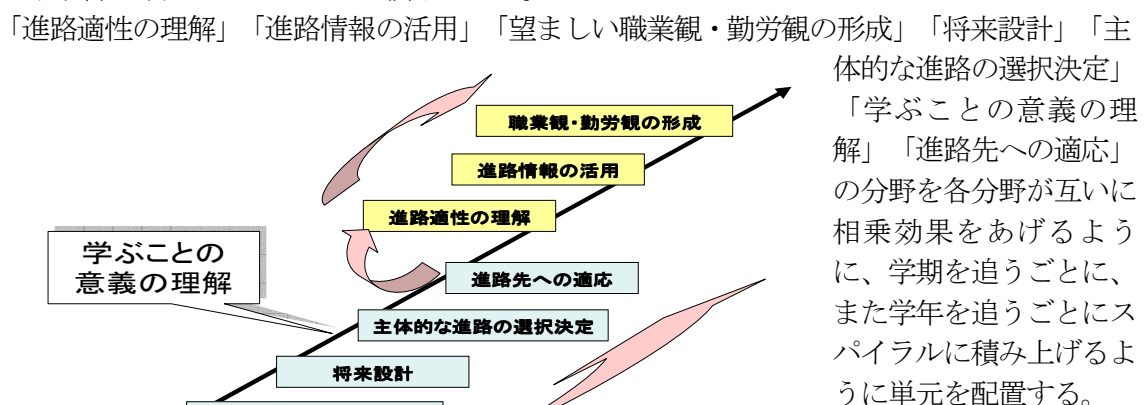 「進路適性の理解」「進路情報の活用」「望ましい職業観・勤労観の形成」「将来設計」「主
体的な進路の選択決定」
「学ぶことの意義の理
解」「進路先への適応」
の分野を各分野が互いに
相乗効果をあげるよう
に、学期を追うごとに、
また学年を追うごとにス
パイラルに積み上げるよ
うに単元を配置する。
職業観・勤労観の形成
進路情報の活用
進路適性の理解
学ぶことの
意義の理解
進路先への適応
主体的な進路の選択決定
将来設計